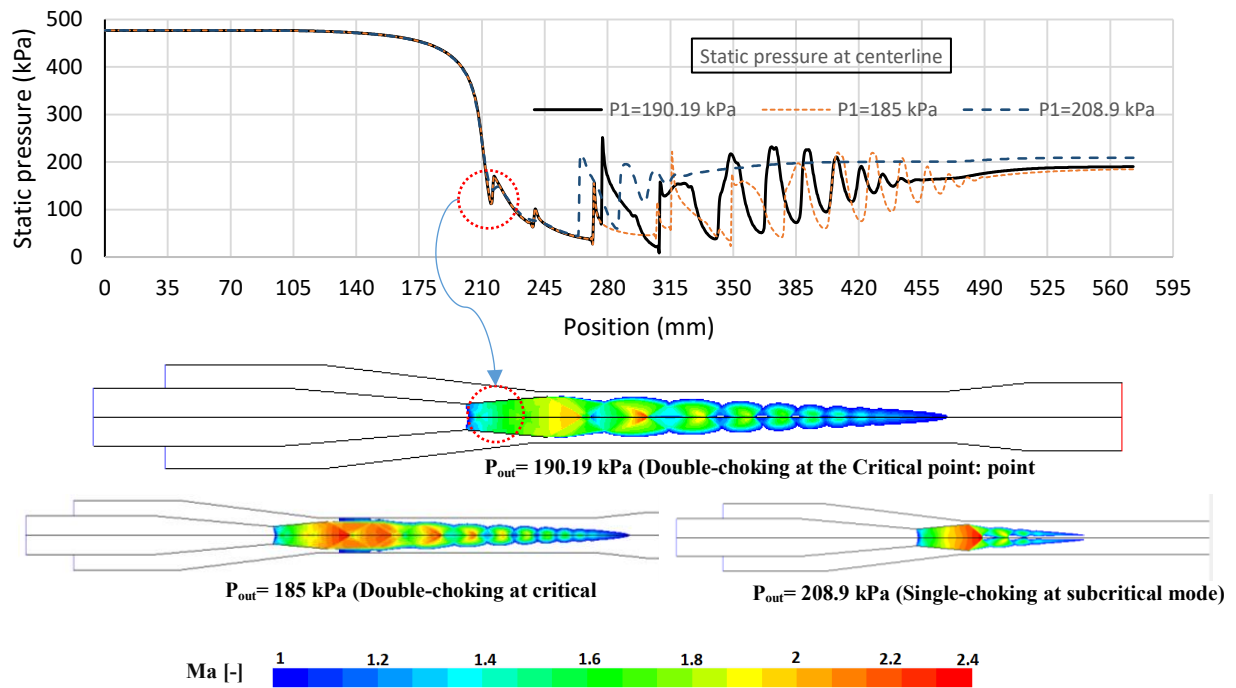 500
400
300
200
100
0
Static pressure (kPa)
Static pressure at centerline
P1=190.19 kPa
P1=185 kPa
P1=208.9 kPa
0 35 70 105 140 175 210 245 280 315 350 385 420 455 490 525 560 595
Position (mm)
Pout= 190.19 kPa (Double-choking at the Critical point: point
Pout= 185 kPa (Double-choking at critical
Pout= 208.9 kPa (Single-choking at subcritical mode)
Ma [-]
1 1.2 1.4 1.6 1.8 2 2.2 2.4